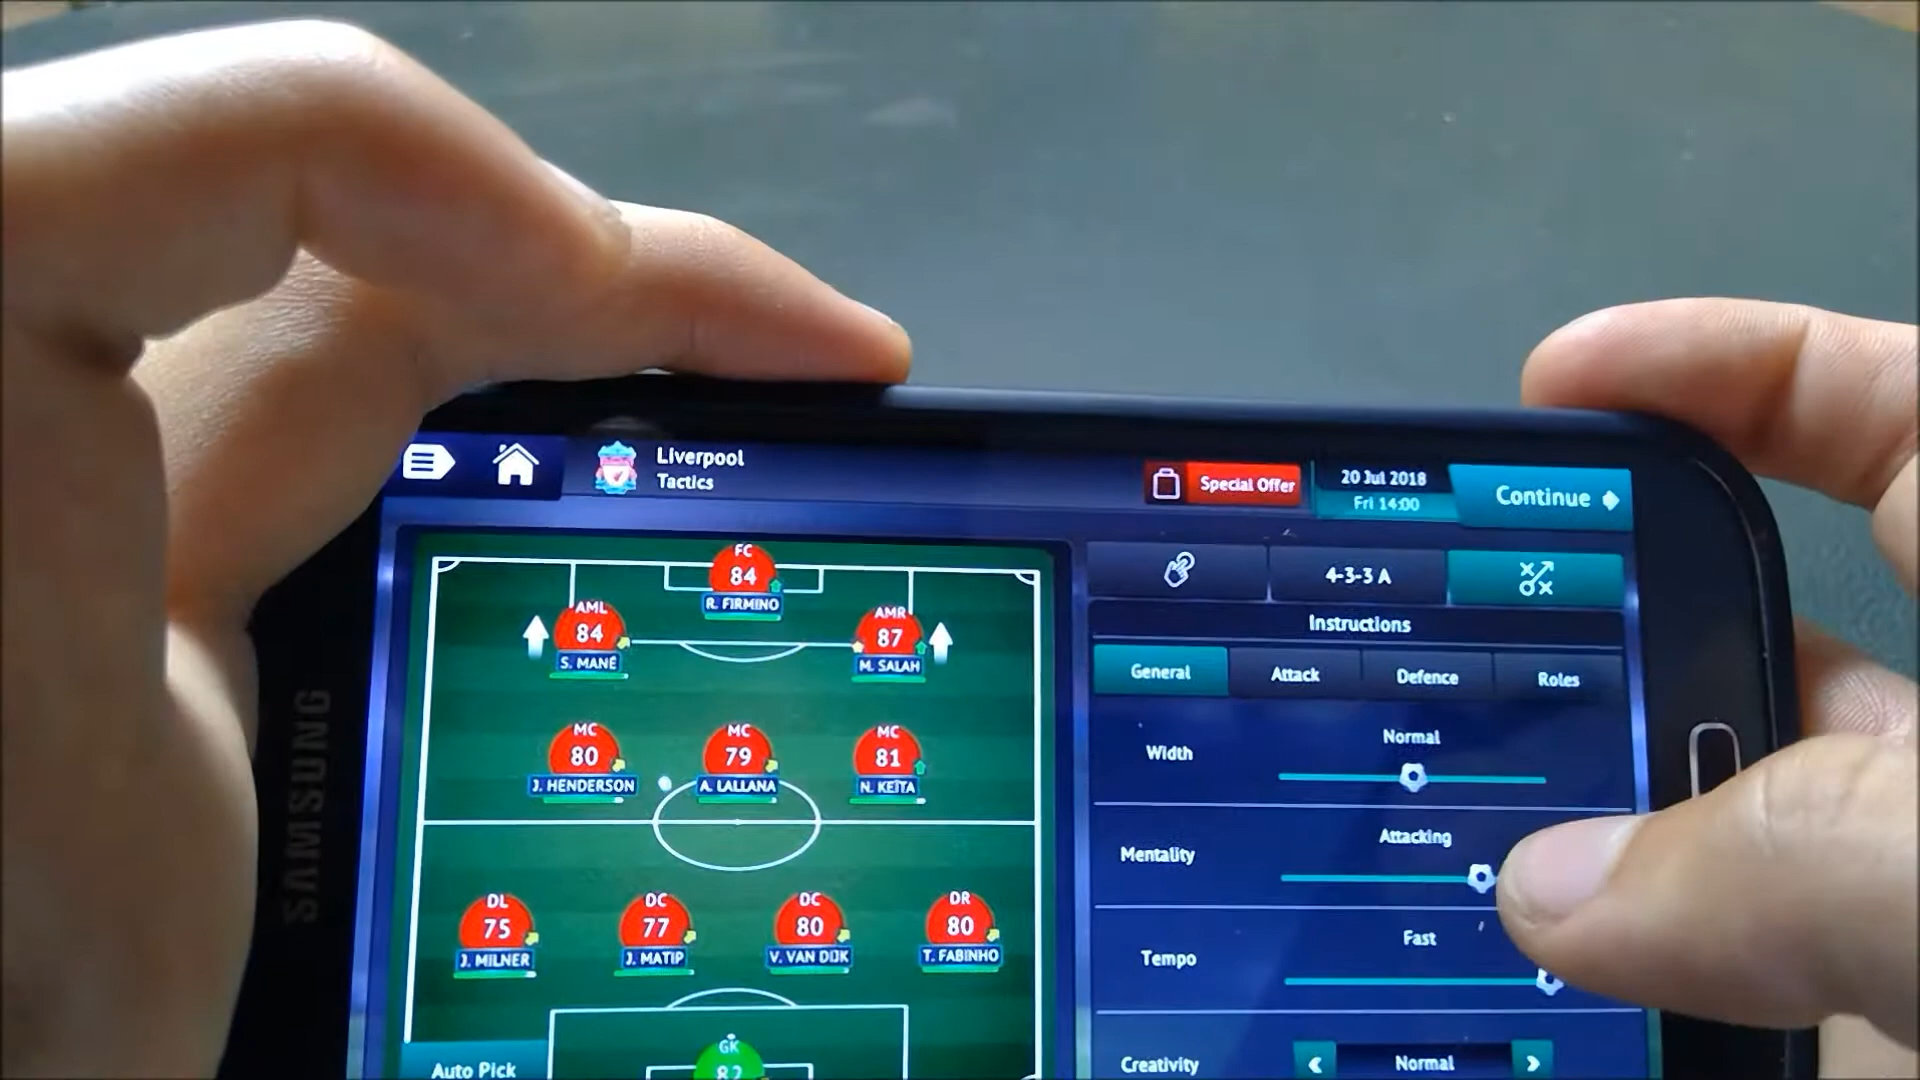 Liverpool
Tactics
Special Offer
20 Jul 2018
Fri 14:00
Continue
FC
84
R. FIRMINO
AML
84
S. MANÉ
AMR
87
M. SALAH
MC
80
J. HENDERSON
MC
79
A. LALLANA
MC
81
N. KEÏTA
DL
75
J. MILNER
DC
77
J. MATIP
DC
80
V. VAN DIJK
DR
80
T. FABINHO
GK
82
Auto Pick
4-3-3 A
Instructions
General
Attack
Defence
Roles
Width
Normal
Mentality
Attacking
Tempo
Fast
Creativity
Normal
SAMSUNG